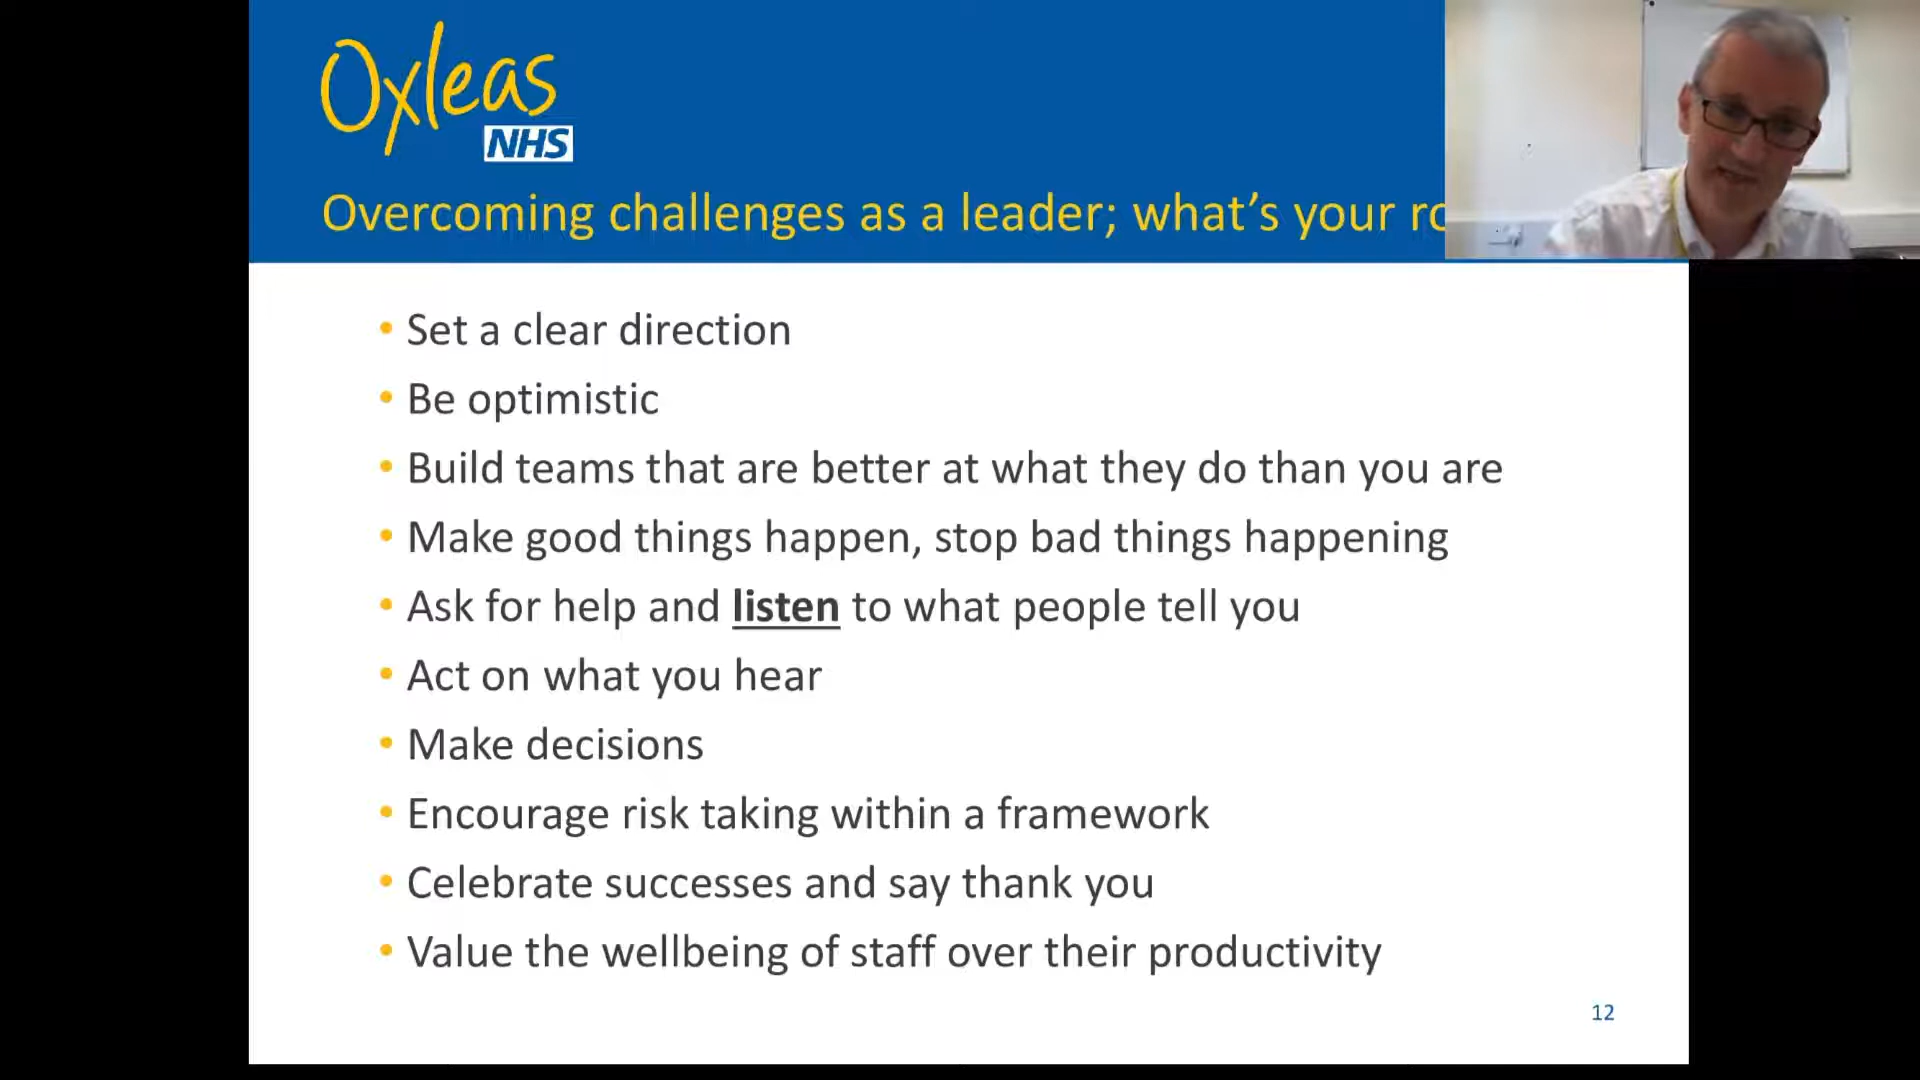 Oxleas
NHS
Overcoming challenges as a leader; what's your
• Set a clear direction
• Be optimistic
• Build teams that are better at what they do than you are
• Make good things happen, stop bad things happening
• Ask for help and listen to what people tell you
• Act on what you hear
• Make decisions
• Encourage risk taking within a framework
• Celebrate successes and say thank you
• Value the wellbeing of staff over their productivity
12